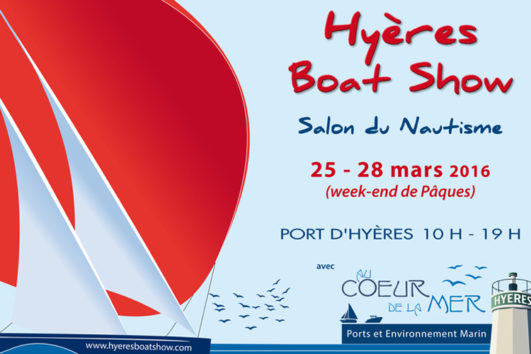 Hyères
Boat Show
Salon du Nautisme
25 - 28 mars 2016
(week-end de Pâques)
PORT D'HYÈRES 10 H - 19 H
avec
AU
COEUR
DE LA MER
Ports et Environnement Marin
HYERES
www.hyeresboatshow.com